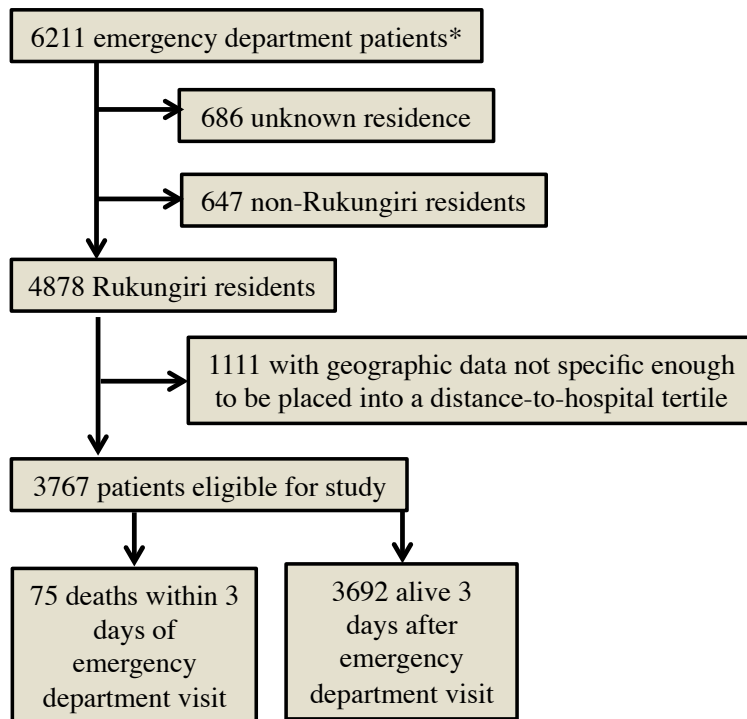 6211 emergency department patients*
686 unknown residence
647 non-Rukungiri residents
4878 Rukungiri residents
1111 with geographic data not specific enough
to be placed into a distance-to-hospital tertile
3767 patients eligible for study
75 deaths within 3
days of
emergency
department visit
3692 alive 3
days after
emergency
department visit